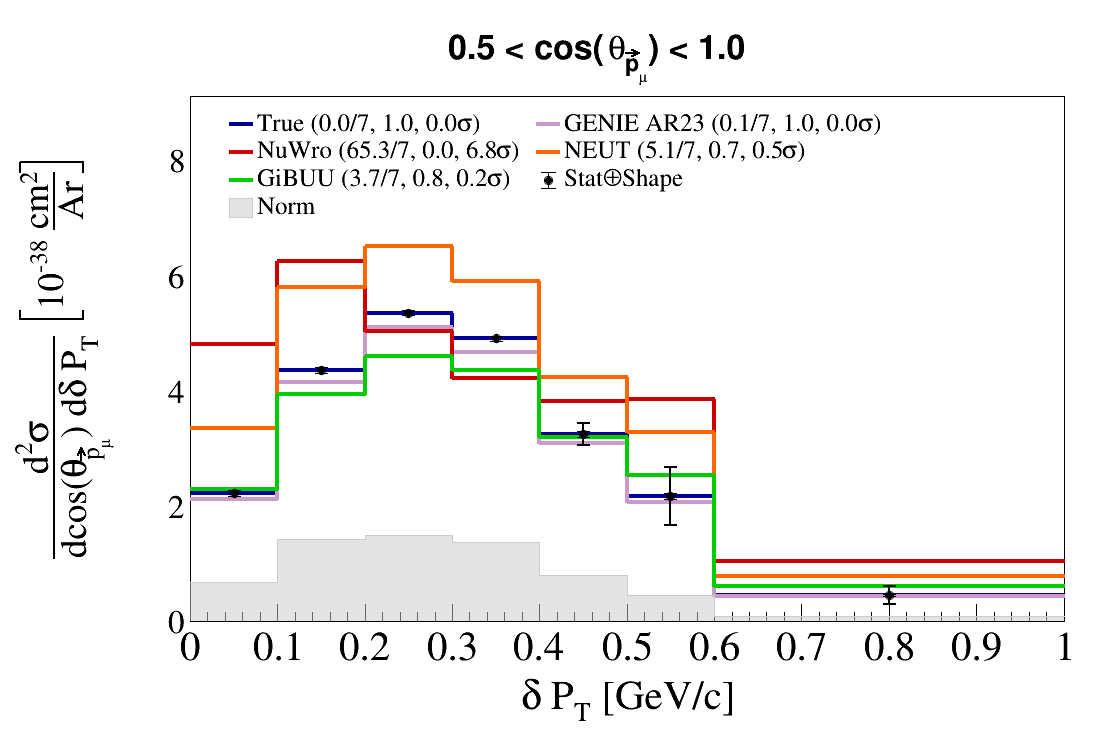 0.5 < cos(θ_{p⃗_μ}) < 1.0
True (0.0/7, 1.0, 0.0σ)
GENIE AR23 (0.1/7, 1.0, 0.0σ)
NuWro (65.3/7, 0.0, 6.8σ)
NEUT (5.1/7, 0.7, 0.5σ)
GiBUU (3.7/7, 0.8, 0.2σ)
Stat⊕Shape
Norm
d²σ / dcos(θ_{p⃗_μ}) dδ P_T [10⁻³⁸ cm²/Ar]
8
6
4
2
0
0 0.1 0.2 0.3 0.4 0.5 0.6 0.7 0.8 0.9 1
δ P_T [GeV/c]